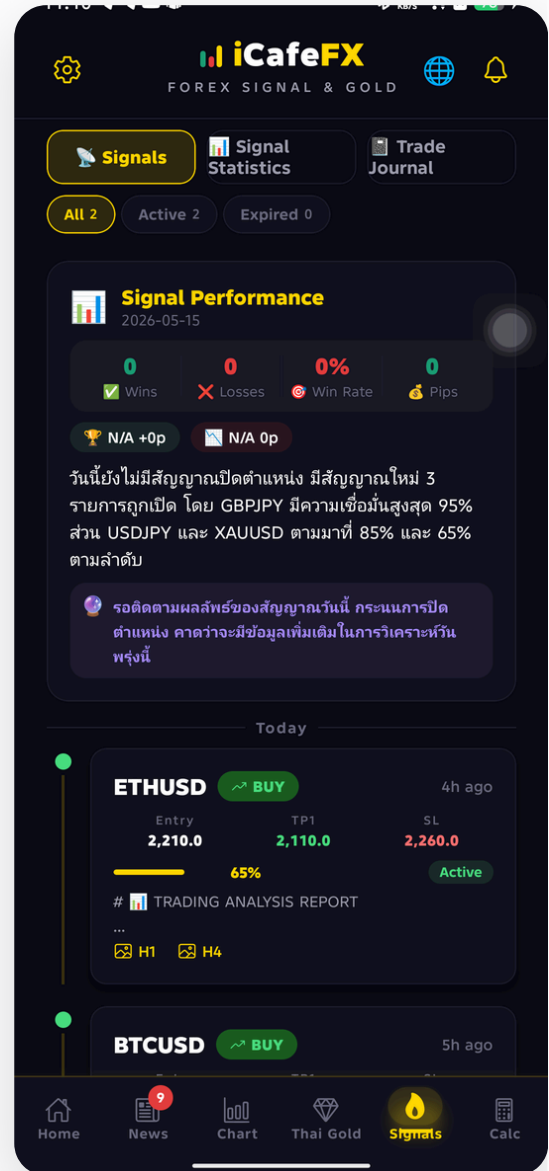 iCafeFX
FOREX SIGNAL & GOLD
Signals
Signal
Statistics
Trade
Journal
All 2
Active 2
Expired 0
Signal Performance
2026-05-15
0
0
0%
0
Wins
Losses
Win Rate
Pips
N/A +0p
N/A 0p
วันนี้ยังไม่มีสัญญาณปิดตำแหน่ง มีสัญญาณใหม่ 3
รายการถูกเปิด โดย GBPJPY มีความเชื่อมั่นสูงสุด 95%
ส่วน USDJPY และ XAUUSD ตามมาที่ 85% และ 65%
ตามลำดับ
รอติดตามผลลัพธ์ของสัญญาณวันนี้ กระนนการปิด
ตำแหน่ง คาดว่าจะมีข้อมูลเพิ่มเติมในการวิเคราะห์วัน
พรุ่งนี้
Today
ETHUSD
BUY
4h ago
Entry
TP1
SL
2,210.0
2,110.0
2,260.0
65%
Active
# TRADING ANALYSIS REPORT
...
H1
H4
BTCUSD
BUY
5h ago
9
Home
News
Chart
Thai Gold
Signals
Calc